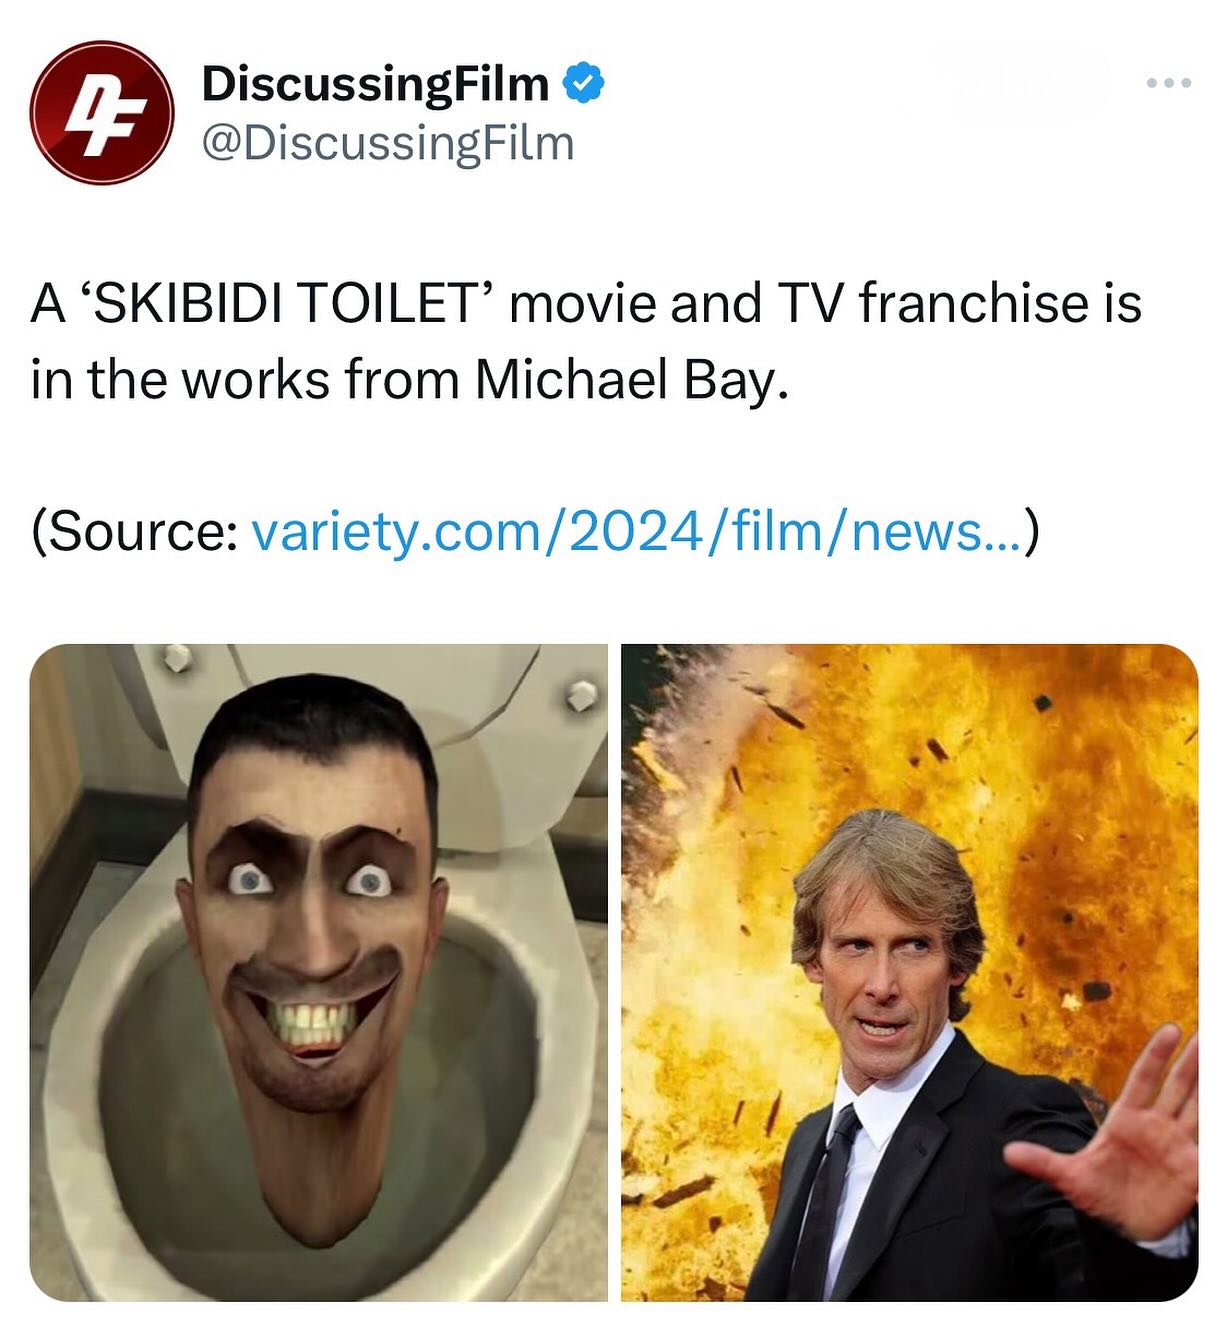 DF
DiscussingFilm
@DiscussingFilm
A ‘SKIBIDI TOILET’ movie and TV franchise is
in the works from Michael Bay.
(Source: variety.com/2024/film/news...)